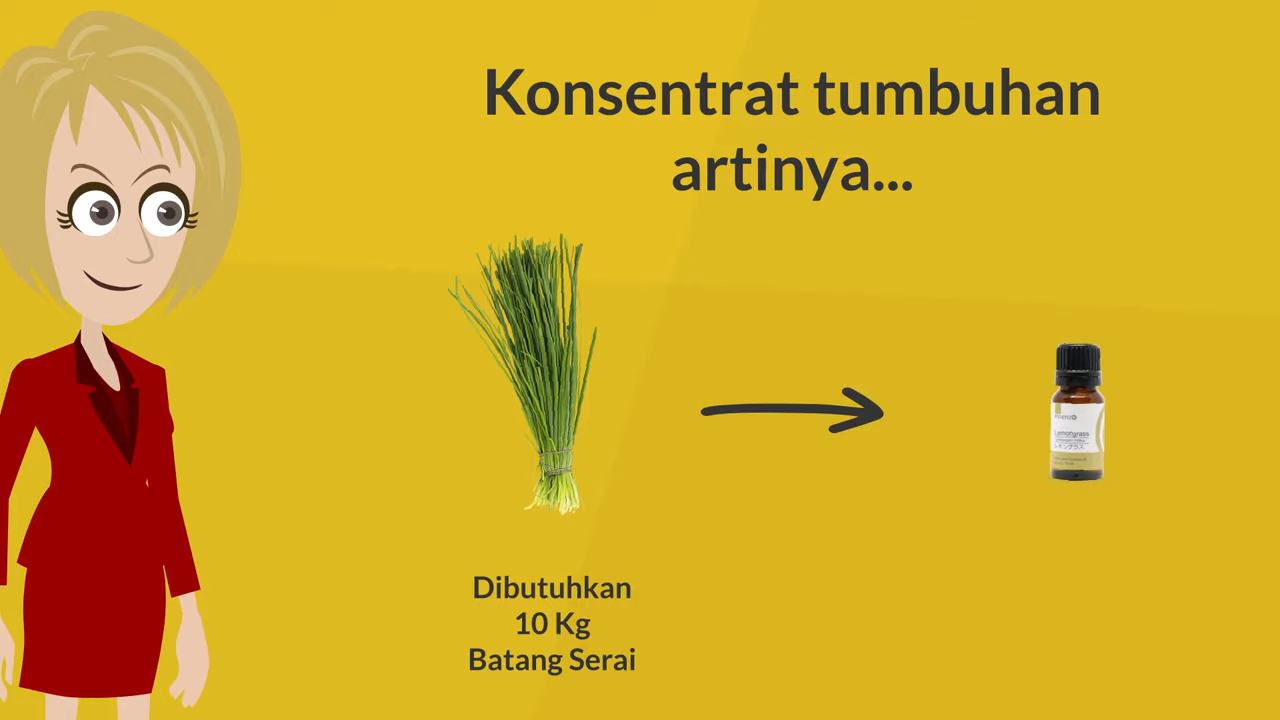 Konsentrat tumbuhan
artinya...
Lemongrass
Dibutuhkan
10 Kg
Batang Serai